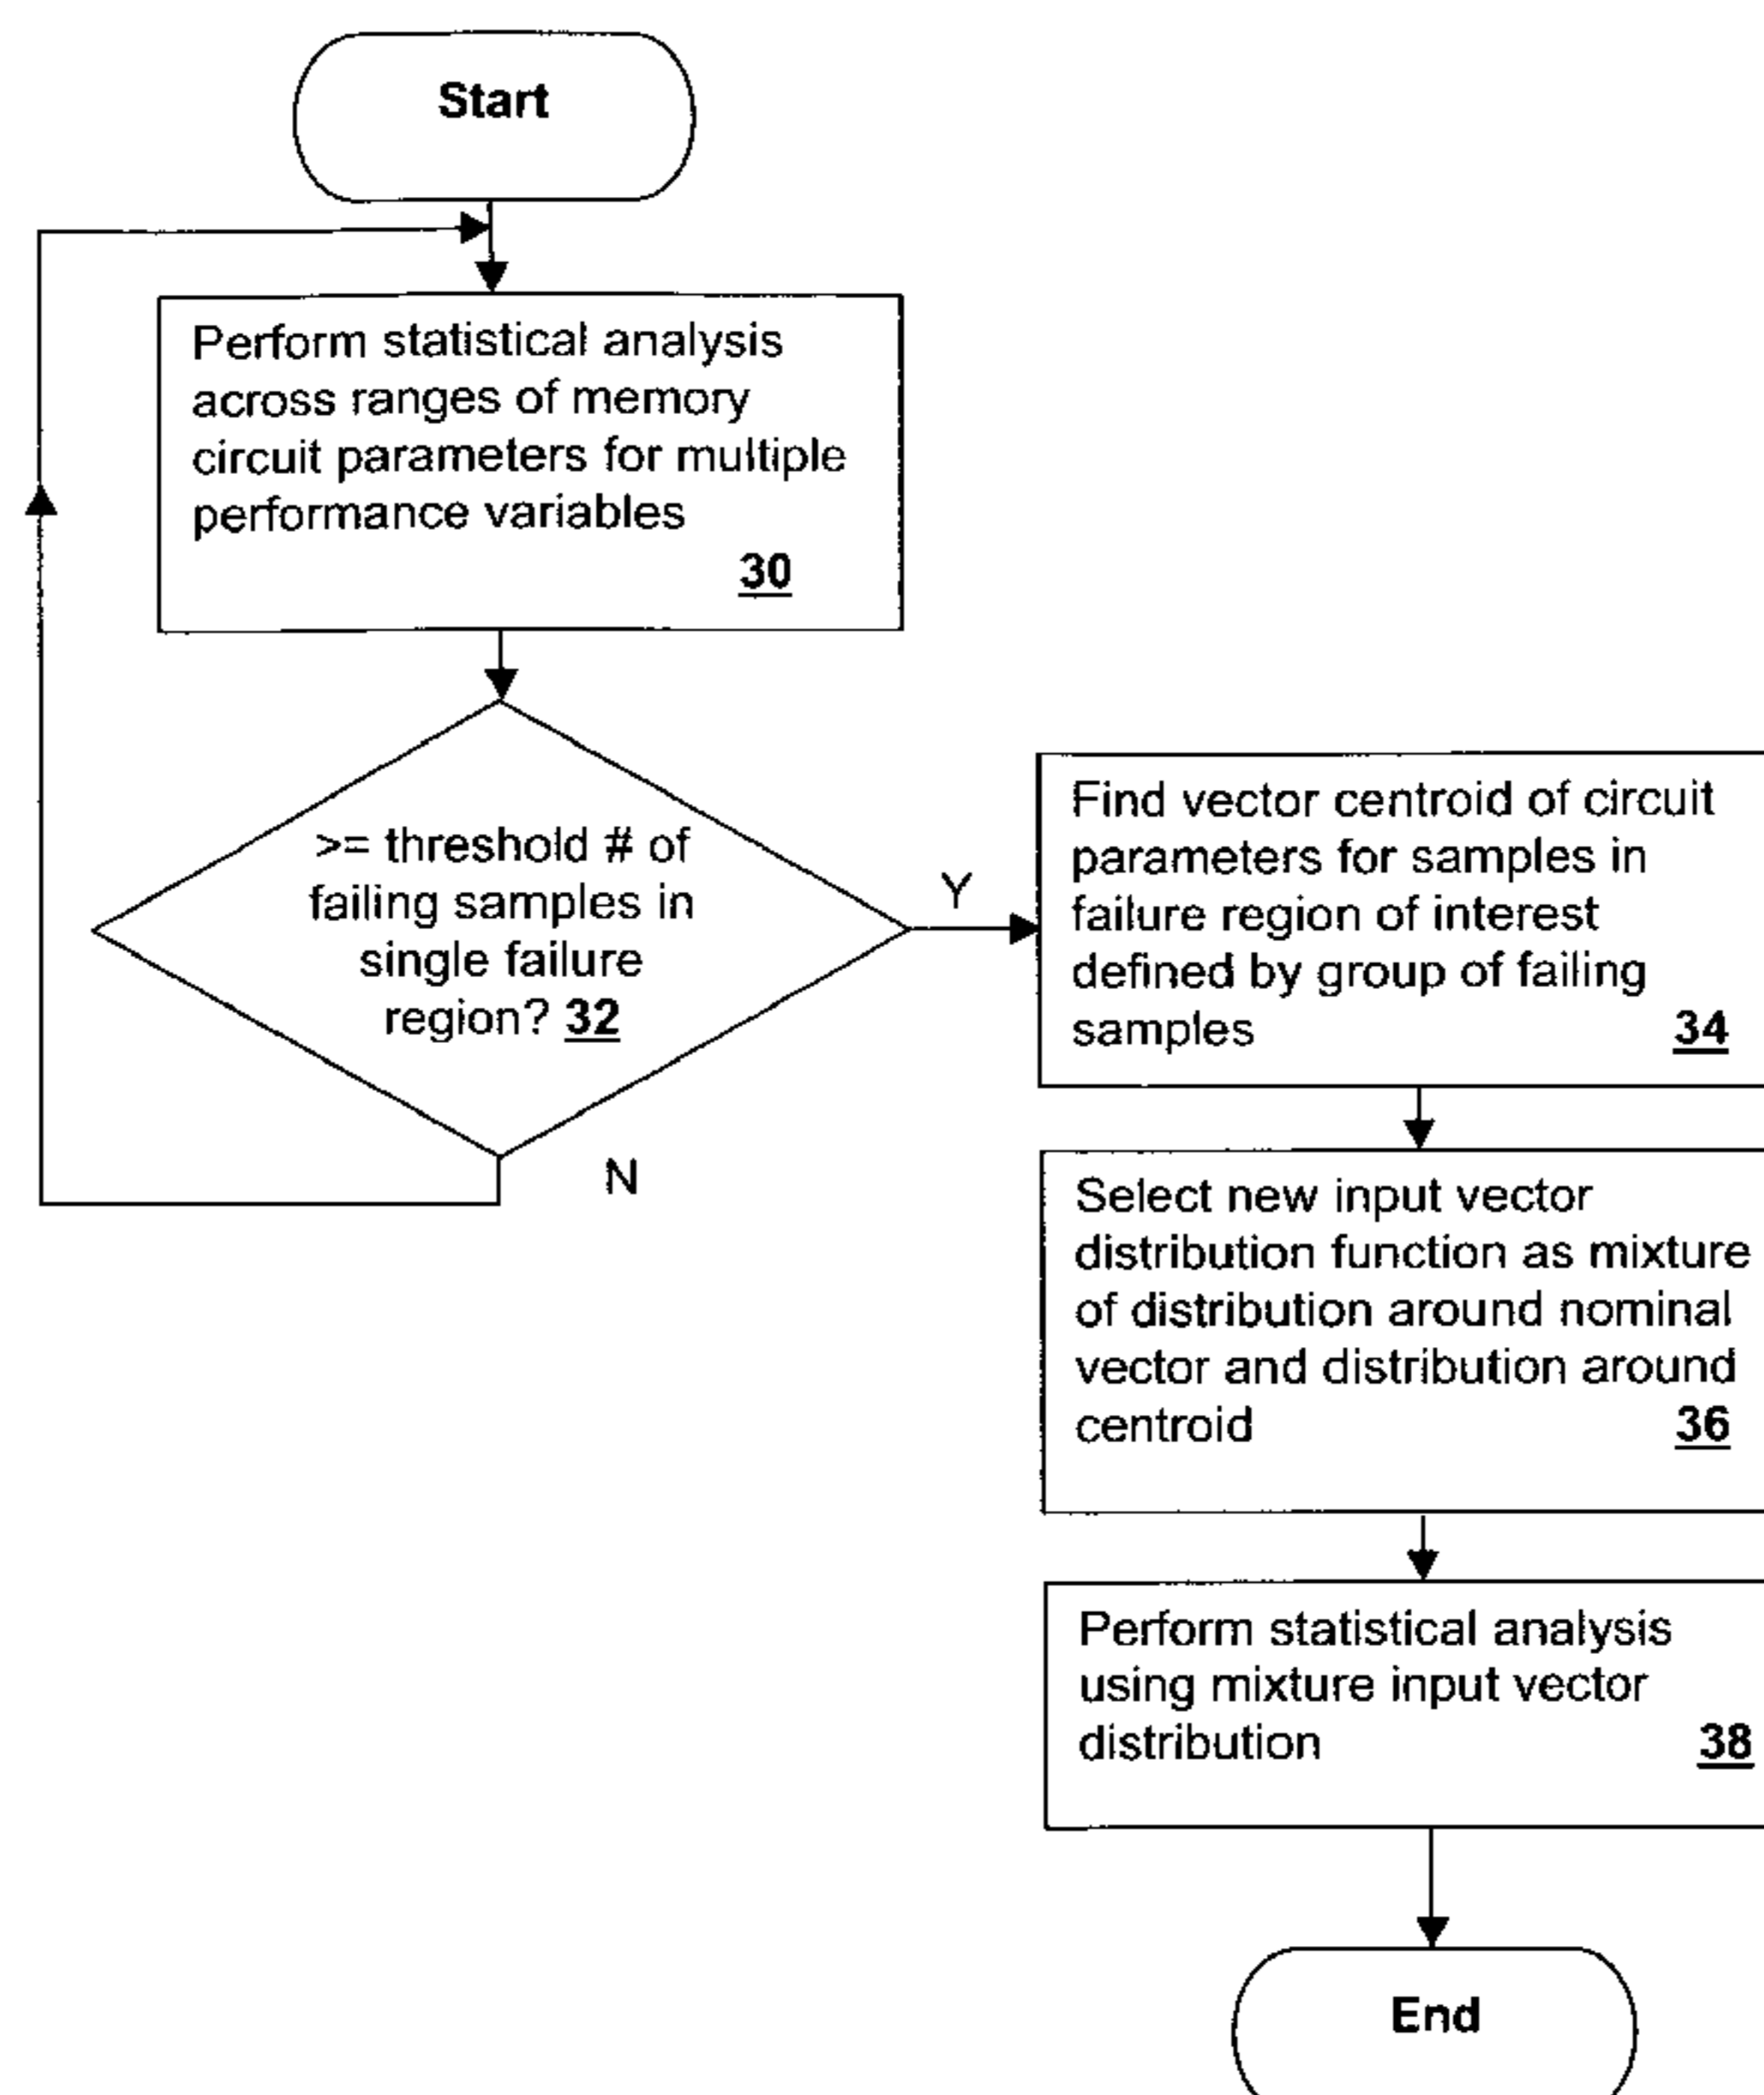 Start
Perform statistical analysis
across ranges of memory
circuit parameters for multiple
performance variables
30
>= threshold # of
failing samples in
single failure
region? 32
Y
N
Find vector centroid of circuit
parameters for samples in
failure region of interest
defined by group of failing
samples 34
Select new input vector
distribution function as mixture
of distribution around nominal
vector and distribution around
centroid 36
Perform statistical analysis
using mixture input vector
distribution 38
End